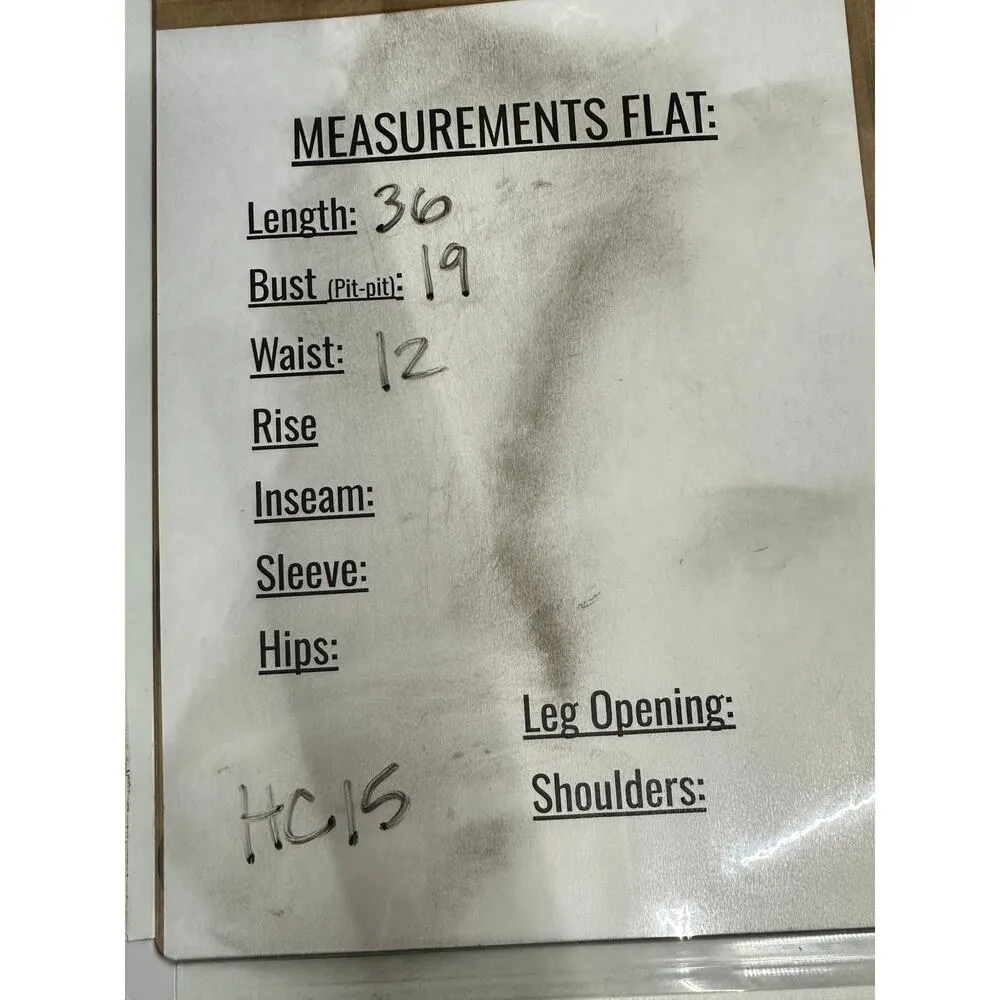 MEASUREMENTS FLAT:
Length: 36
Bust (Pit-pit): 19
Waist: 12
Rise
Inseam:
Sleeve:
Hips:
Leg Opening:
Shoulders:
HC15